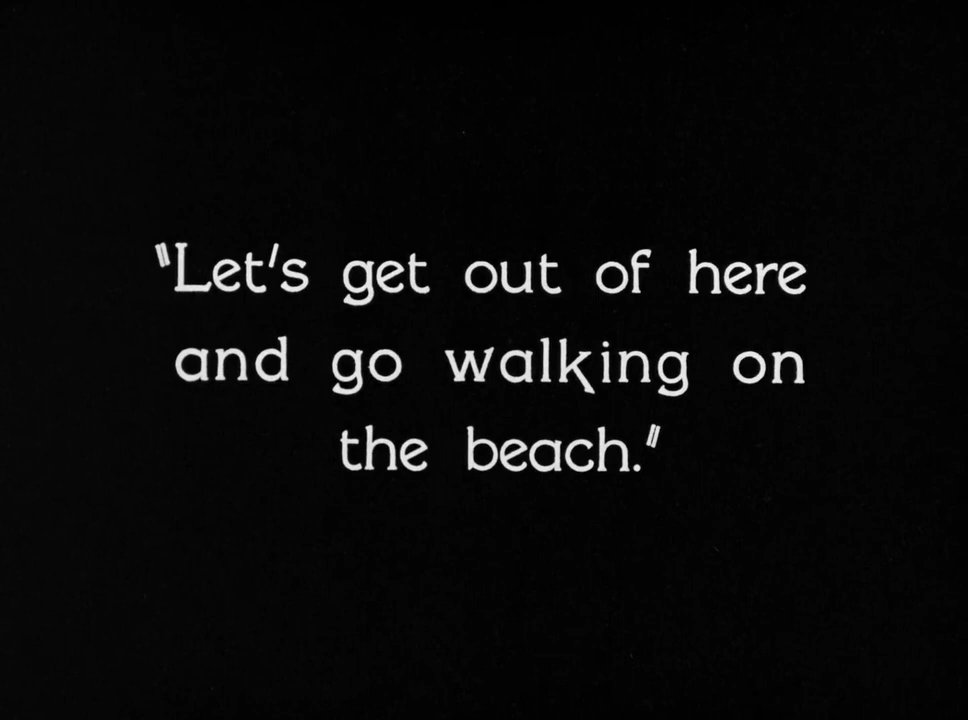 "Let's get out of here
and go walking on
the beach."